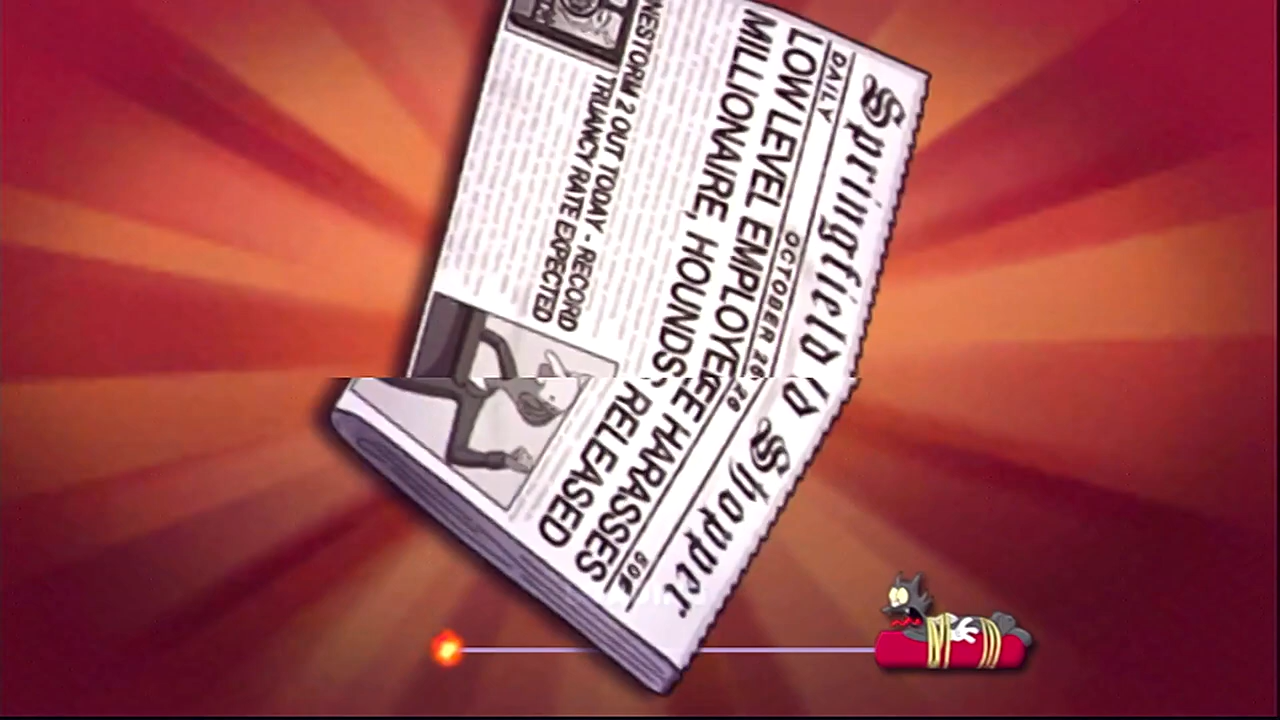 Springfield Shopper
DAILY
OCTOBER 26
50¢
LOW LEVEL EMPLOYEE HARASSES
MILLIONAIRE, HOUNDS RELEASED
2 OUT TODAY - RECORD
TRUANCY RATE EXPECTED